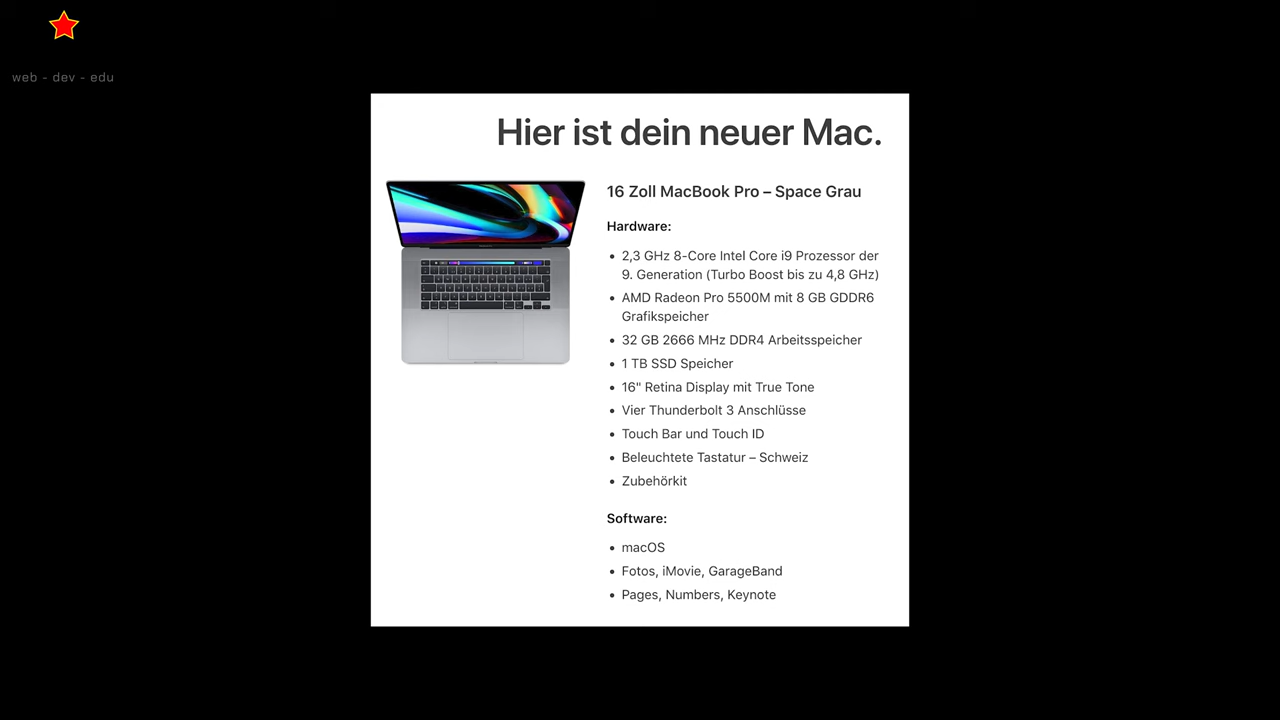 web - dev - edu
Hier ist dein neuer Mac.
16 Zoll MacBook Pro – Space Grau
Hardware:
• 2,3 GHz 8-Core Intel Core i9 Prozessor der
9. Generation (Turbo Boost bis zu 4,8 GHz)
• AMD Radeon Pro 5500M mit 8 GB GDDR6
Grafikspeicher
• 32 GB 2666 MHz DDR4 Arbeitsspeicher
• 1 TB SSD Speicher
• 16" Retina Display mit True Tone
• Vier Thunderbolt 3 Anschlüsse
• Touch Bar und Touch ID
• Beleuchtete Tastatur – Schweiz
• Zubehörkit
Software:
• macOS
• Fotos, iMovie, GarageBand
• Pages, Numbers, Keynote